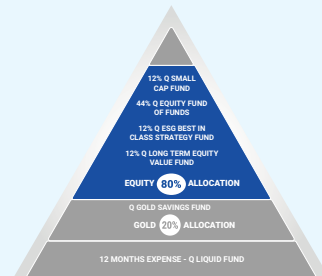 12% Q SMALL
CAP FUND
44% Q EQUITY FUND
OF FUNDS
12% Q ESG BEST IN
CLASS STRATEGY FUND
12% Q LONG TERM EQUITY
VALUE FUND
EQUITY 80% ALLOCATION
Q GOLD SAVINGS FUND
GOLD 20% ALLOCATION
12 MONTHS EXPENSE - Q LIQUID FUND